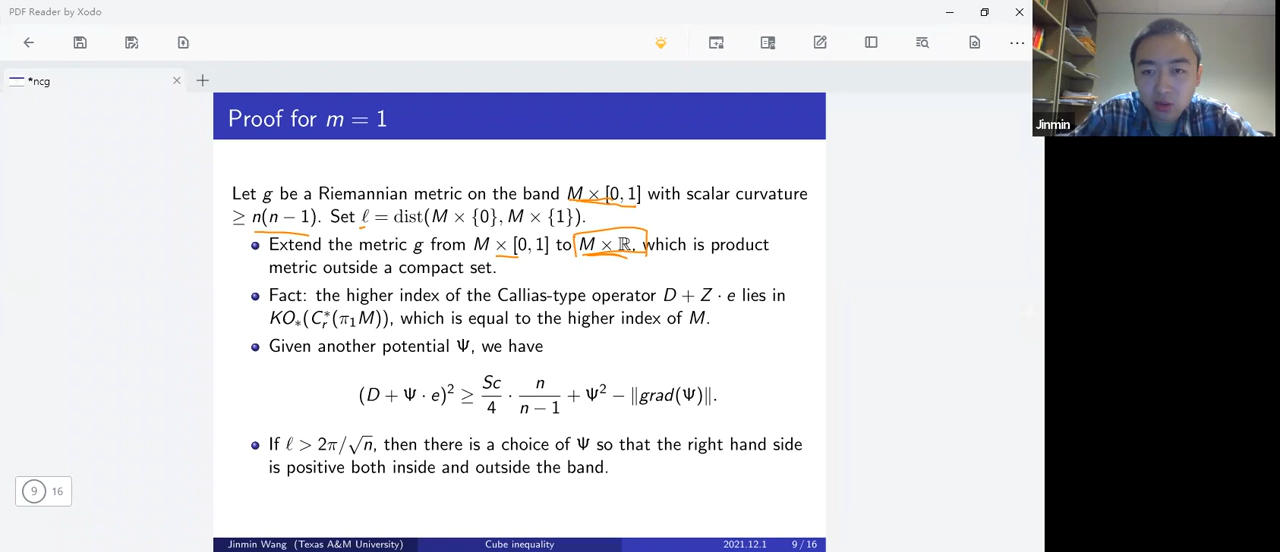 PDF Reader by Xodo
*ncg
Proof for m = 1
Let g be a Riemannian metric on the band M × [0, 1] with scalar curvature
≥ n(n − 1). Set ℓ = dist(M × {0}, M × {1}).
Extend the metric g from M × [0, 1] to M × ℝ, which is product
metric outside a compact set.
Fact: the higher index of the Callias-type operator D + Z · e lies in
KO∗(C∗r(π1M)), which is equal to the higher index of M.
Given another potential Ψ, we have
(D + Ψ · e)² ≥ Sc/4 · n/(n − 1) + Ψ² − ‖grad(Ψ)‖.
If ℓ > 2π/√n, then there is a choice of Ψ so that the right hand side
is positive both inside and outside the band.
9 16
Jinmin Wang (Texas A&M University) Cube inequality 2021.12.1 9 / 16
Jinmin